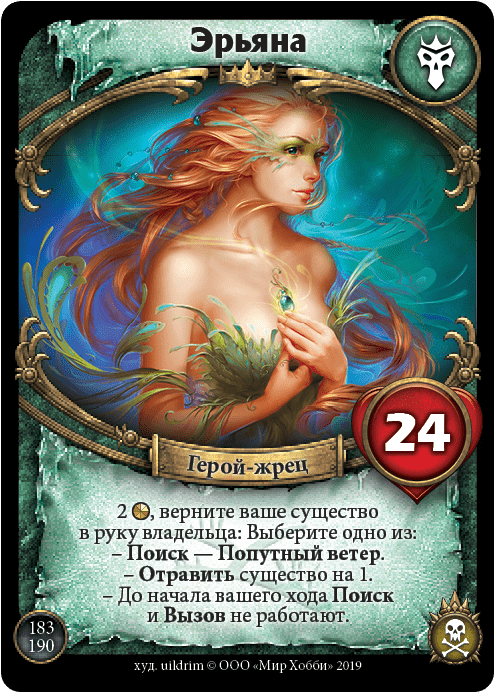 Эрьяна
24
Герой-жрец
2 , верните ваше существо
в руку владельца: Выберите одно из:
– Поиск — Попутный ветер.
– Отравить существо на 1.
– До начала вашего хода Поиск
и Вызов не работают.
183
190
худ. uildrim © ООО «Мир Хобби» 2019